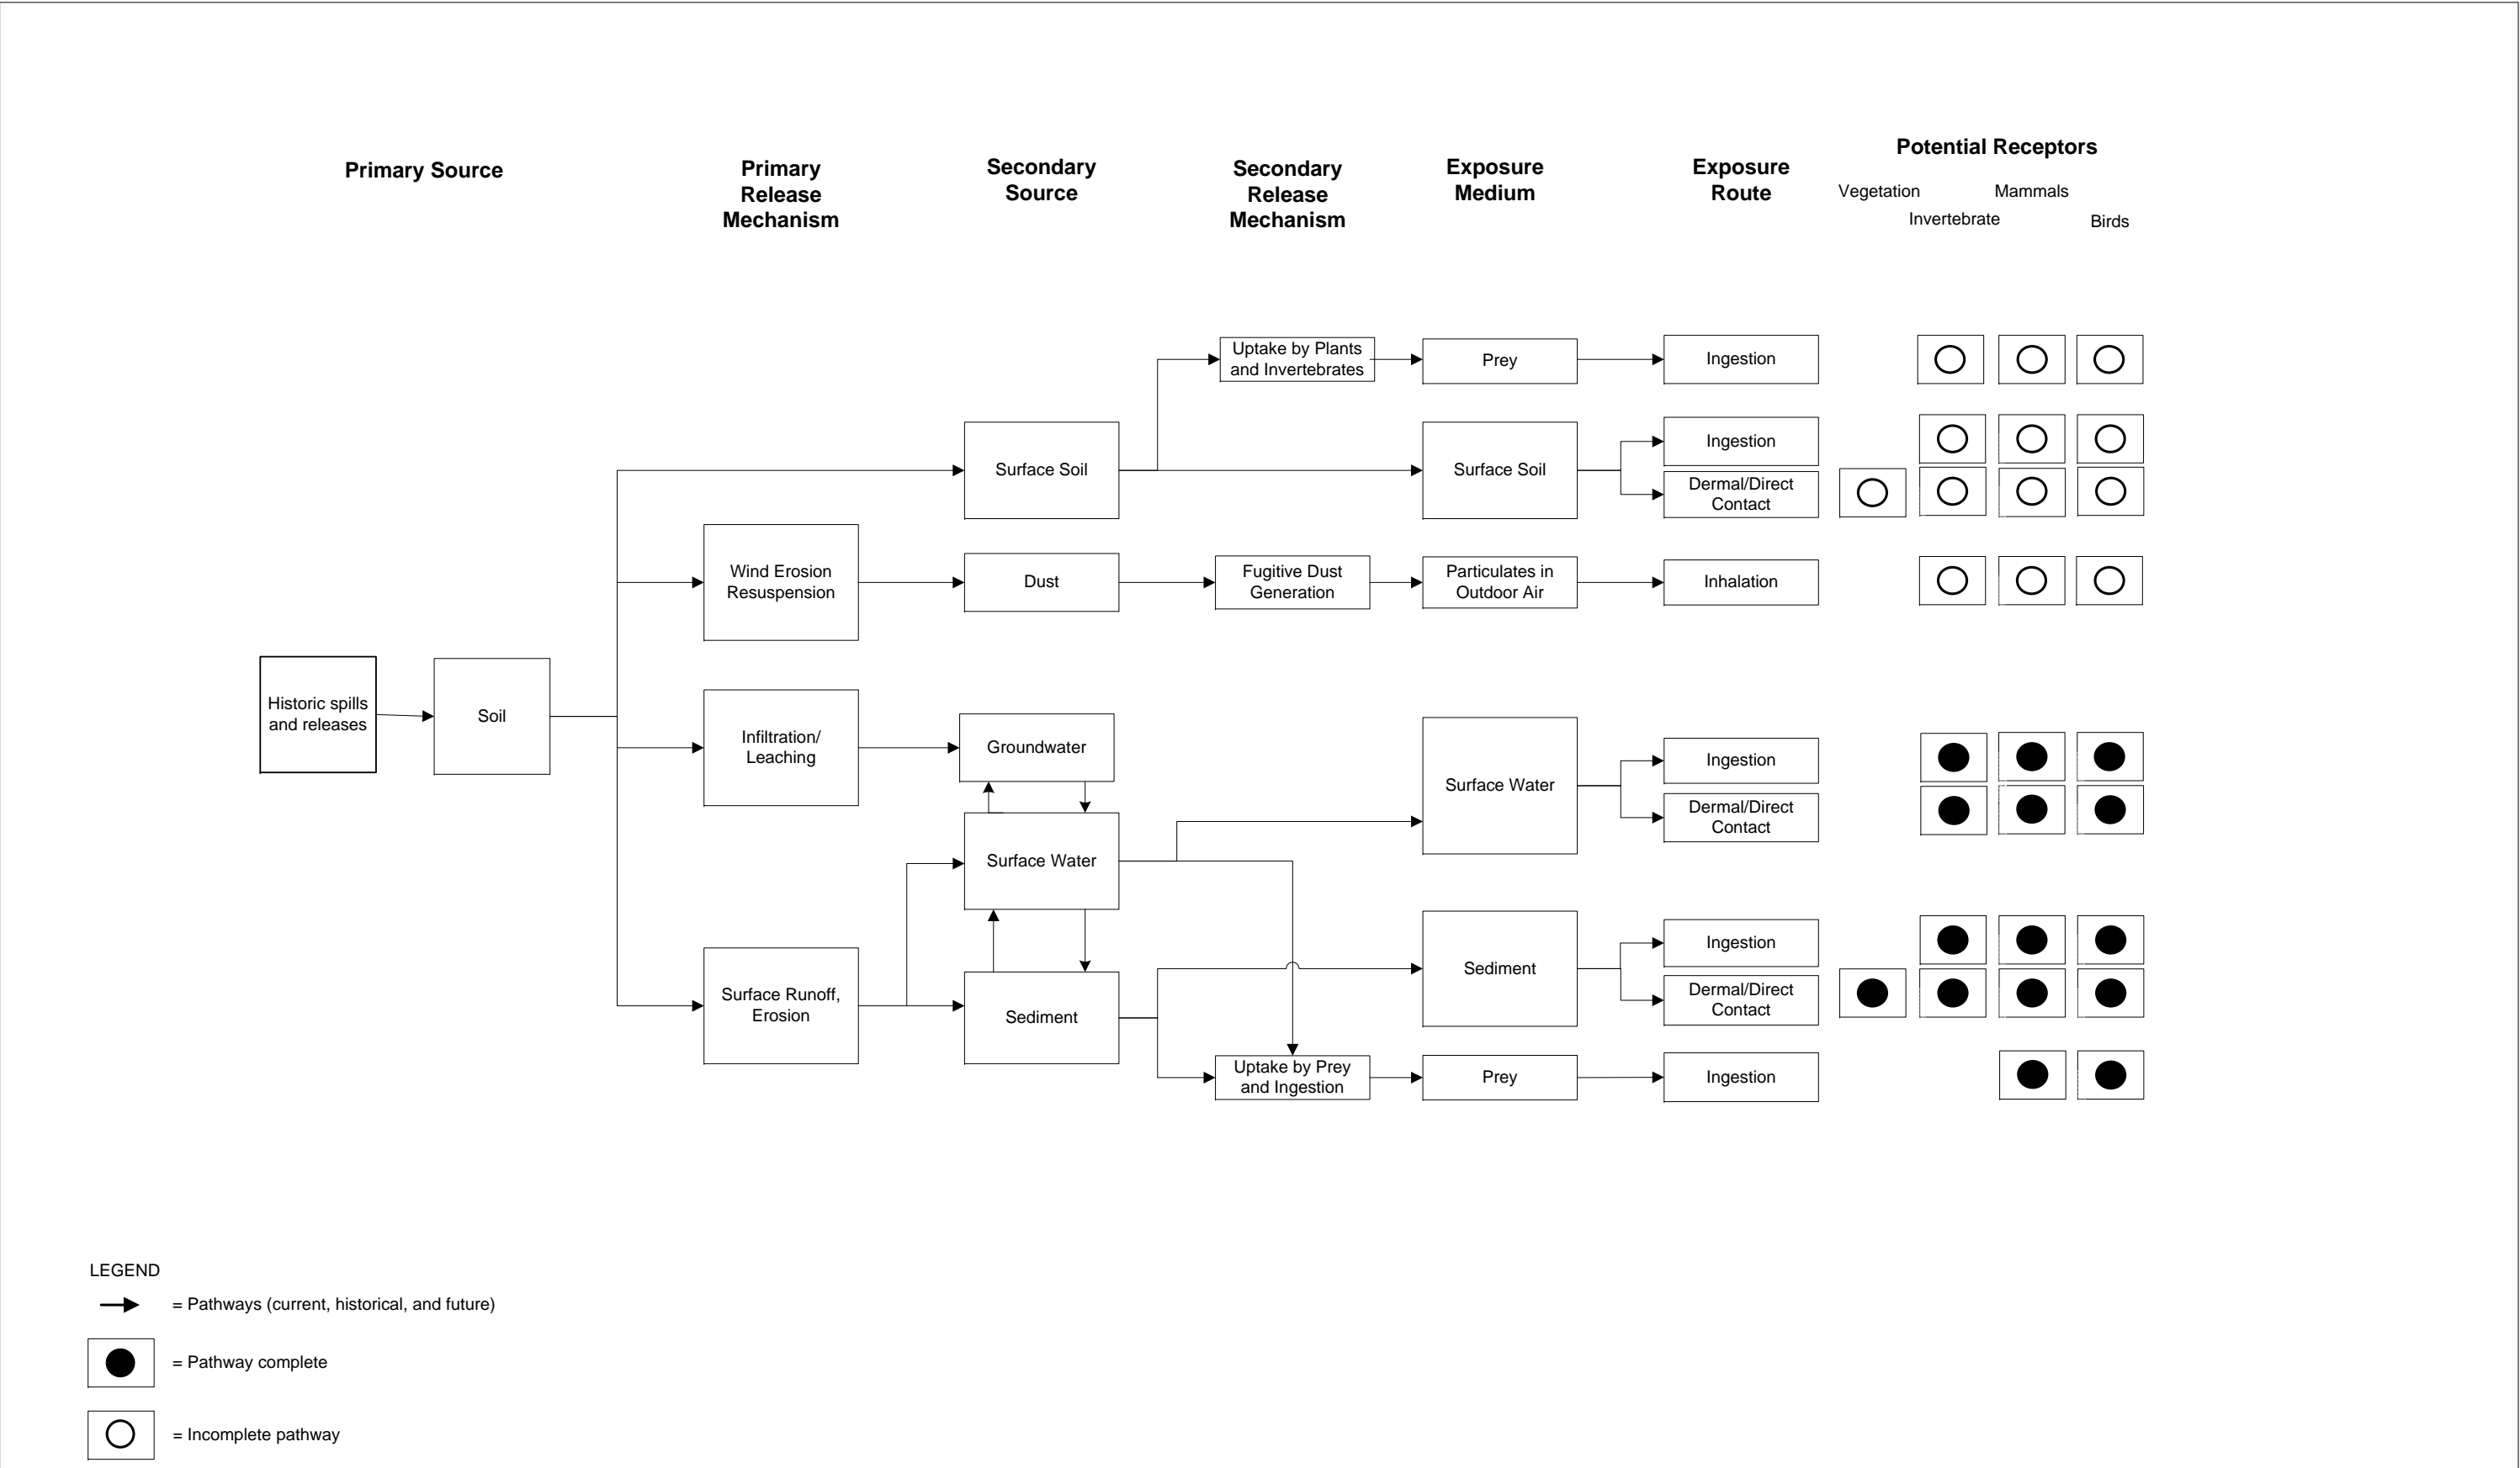 Primary Source
Primary
Release
Mechanism
Secondary
Source
Secondary
Release
Mechanism
Exposure
Medium
Exposure
Route
Potential Receptors
Vegetation
Mammals
Invertebrate
Birds
Uptake by Plants
and Invertebrates
Prey
Ingestion
Surface Soil
Surface Soil
Ingestion
Dermal/Direct
Contact
Wind Erosion
Resuspension
Dust
Fugitive Dust
Generation
Particulates in
Outdoor Air
Inhalation
Historic spills
and releases
Soil
Infiltration/
Leaching
Groundwater
Surface Water
Surface Water
Ingestion
Dermal/Direct
Contact
Surface Runoff,
Erosion
Sediment
Sediment
Ingestion
Dermal/Direct
Contact
Uptake by Prey
and Ingestion
Prey
Ingestion
LEGEND
= Pathways (current, historical, and future)
= Pathway complete
= Incomplete pathway